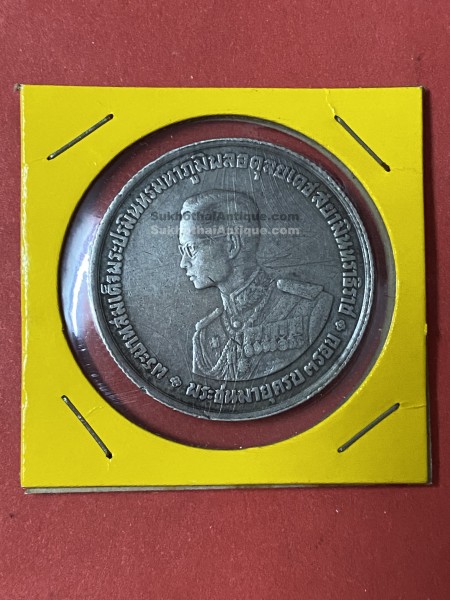 พระบาทสมเด็จพระปรมินทรมหาภูมิพลอดุลยเดชสยามินทราธิราช
Sukh6thaiAntique.com
Sukh6thaiAntique.com
พระชนมายุครบ ๓ รอบ